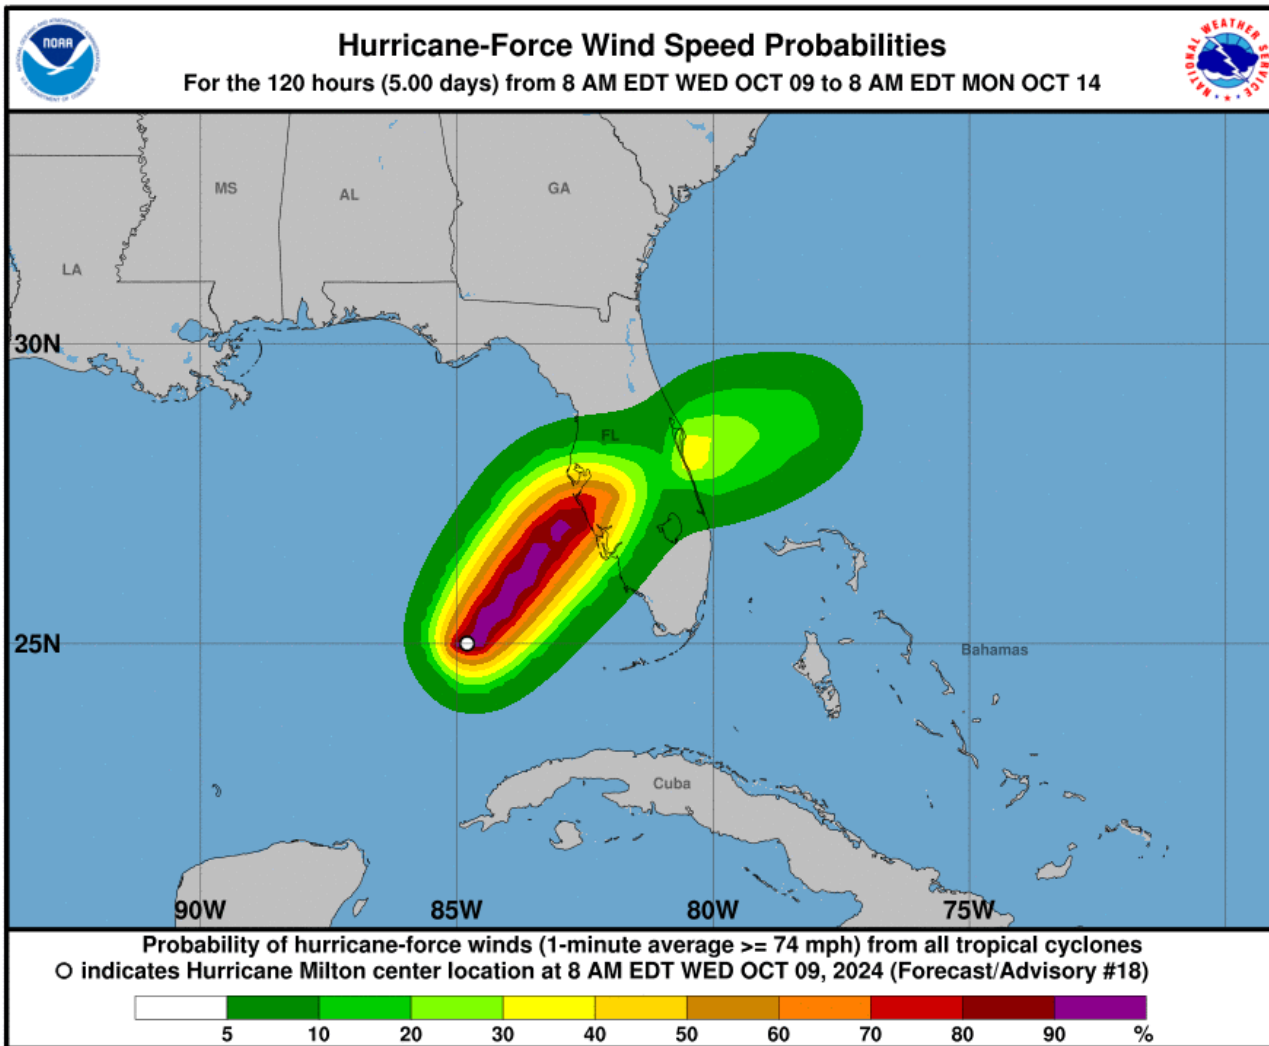 NOAA
NATIONAL WEATHER SERVICE
Hurricane-Force Wind Speed Probabilities
For the 120 hours (5.00 days) from 8 AM EDT WED OCT 09 to 8 AM EDT MON OCT 14
MS
AL
GA
LA
30N
FL
25N
Bahamas
Cuba
90W
85W
80W
75W
Probability of hurricane-force winds (1-minute average >= 74 mph) from all tropical cyclones
indicates Hurricane Milton center location at 8 AM EDT WED OCT 09, 2024 (Forecast/Advisory #18)
5 10 20 30 40 50 60 70 80 90 %